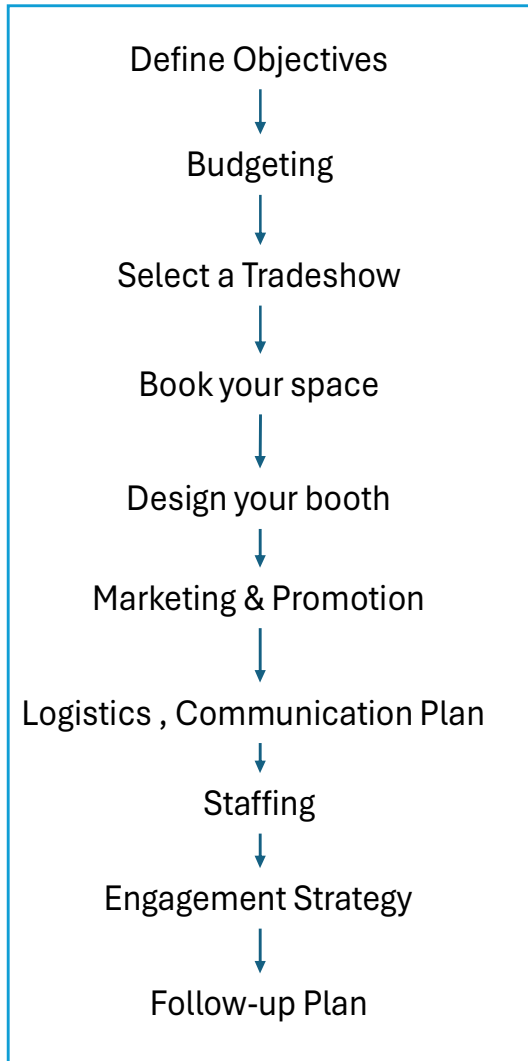 Define Objectives
Budgeting
Select a Tradeshow
Book your space
Design your booth
Marketing & Promotion
Logistics , Communication Plan
Staffing
Engagement Strategy
Follow-up Plan